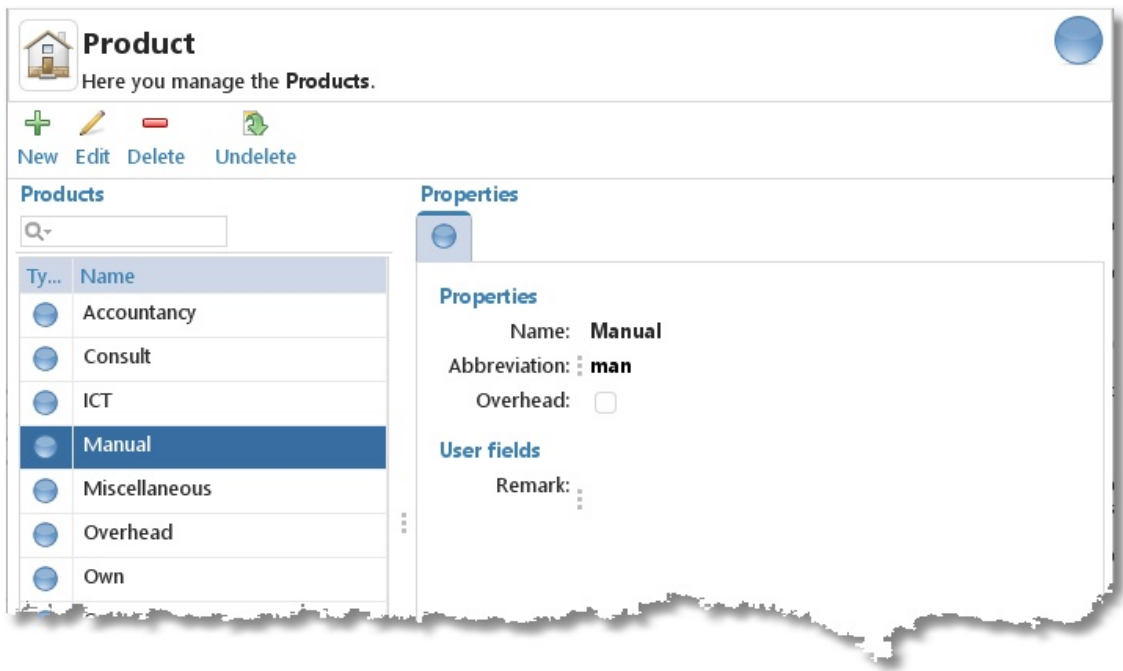 Product
Here you manage the Products.
New Edit Delete Undelete
Products
Ty... Name
Accountancy
Consult
ICT
Manual
Miscellaneous
Overhead
Own
Properties
Properties
Name: Manual
Abbreviation: man
Overhead:
User fields
Remark: